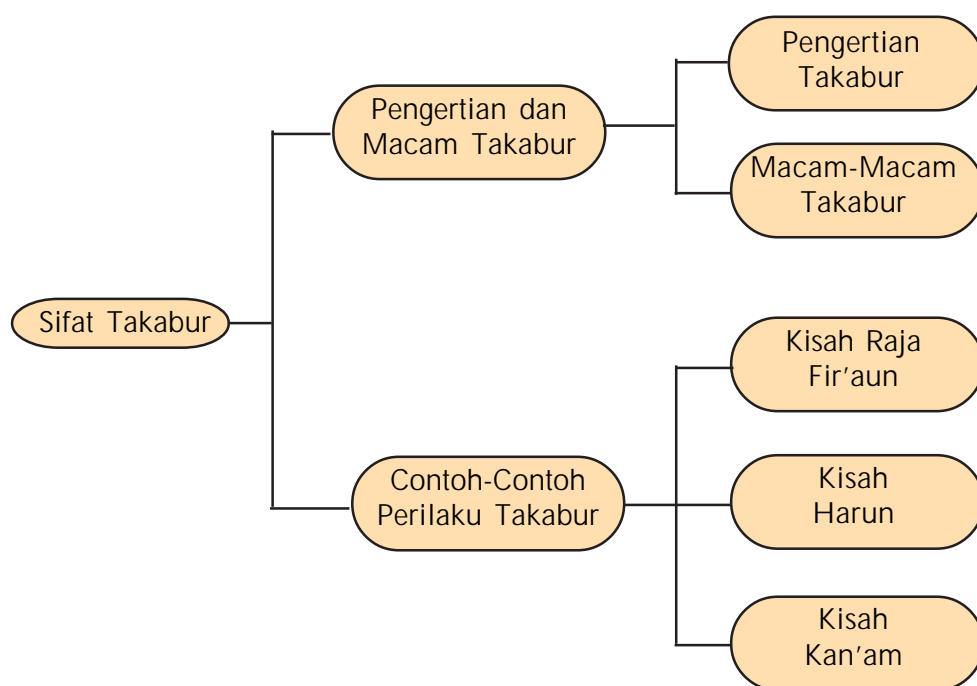 Sifat Takabur
Pengertian dan
Macam Takabur
Pengertian
Takabur
Macam-Macam
Takabur
Contoh-Contoh
Perilaku Takabur
Kisah Raja
Fir’aun
Kisah
Harun
Kisah
Kan’am